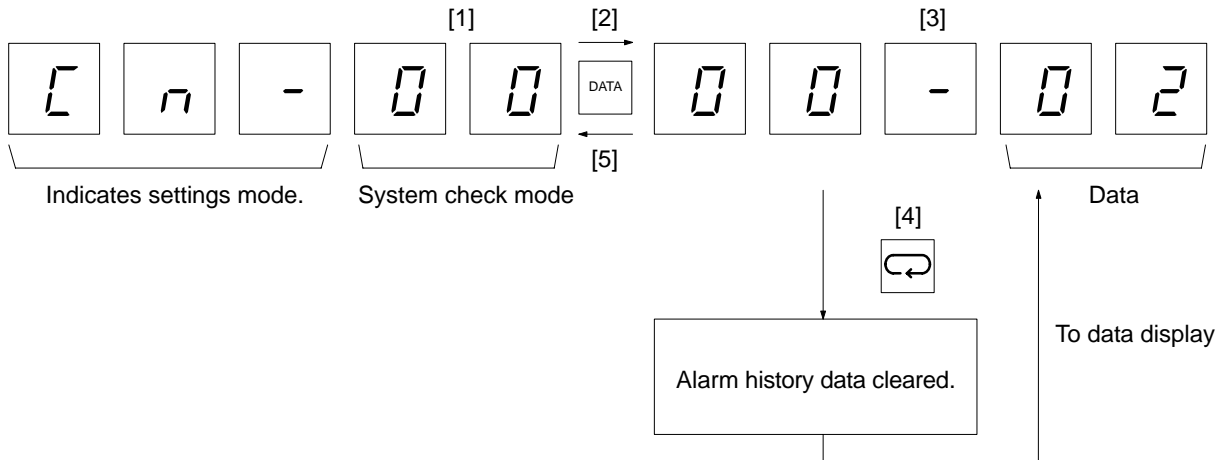 [1] [2] [3]
C n - 0 0 DATA 0 0 - 0 2
[5]
Indicates settings mode. System check mode Data
[4]
To data display
Alarm history data cleared.